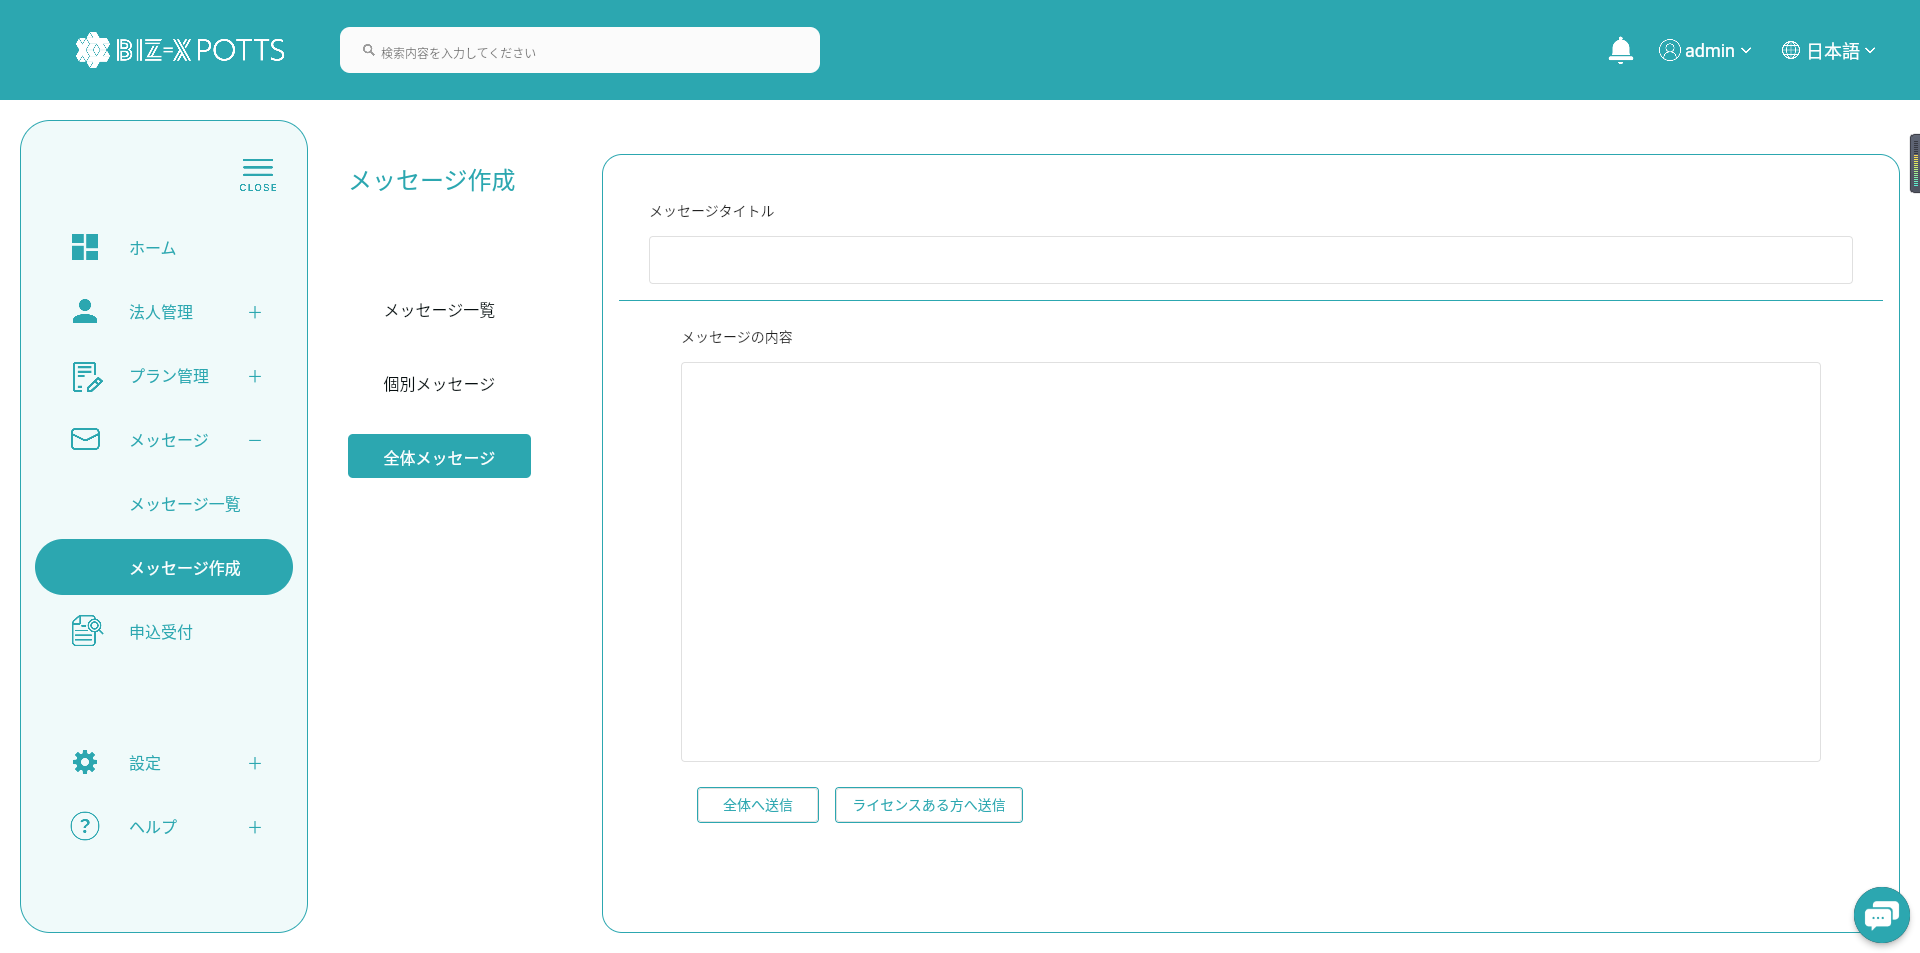 BIZ=X POTTS
検索内容を入力してください
admin
日本語
CLOSE
ホーム
法人管理
プラン管理
メッセージ
メッセージ一覧
メッセージ作成
申込受付
設定
ヘルプ
メッセージ作成
メッセージ一覧
個別メッセージ
全体メッセージ
メッセージタイトル
メッセージの内容
全体へ送信
ライセンスある方へ送信